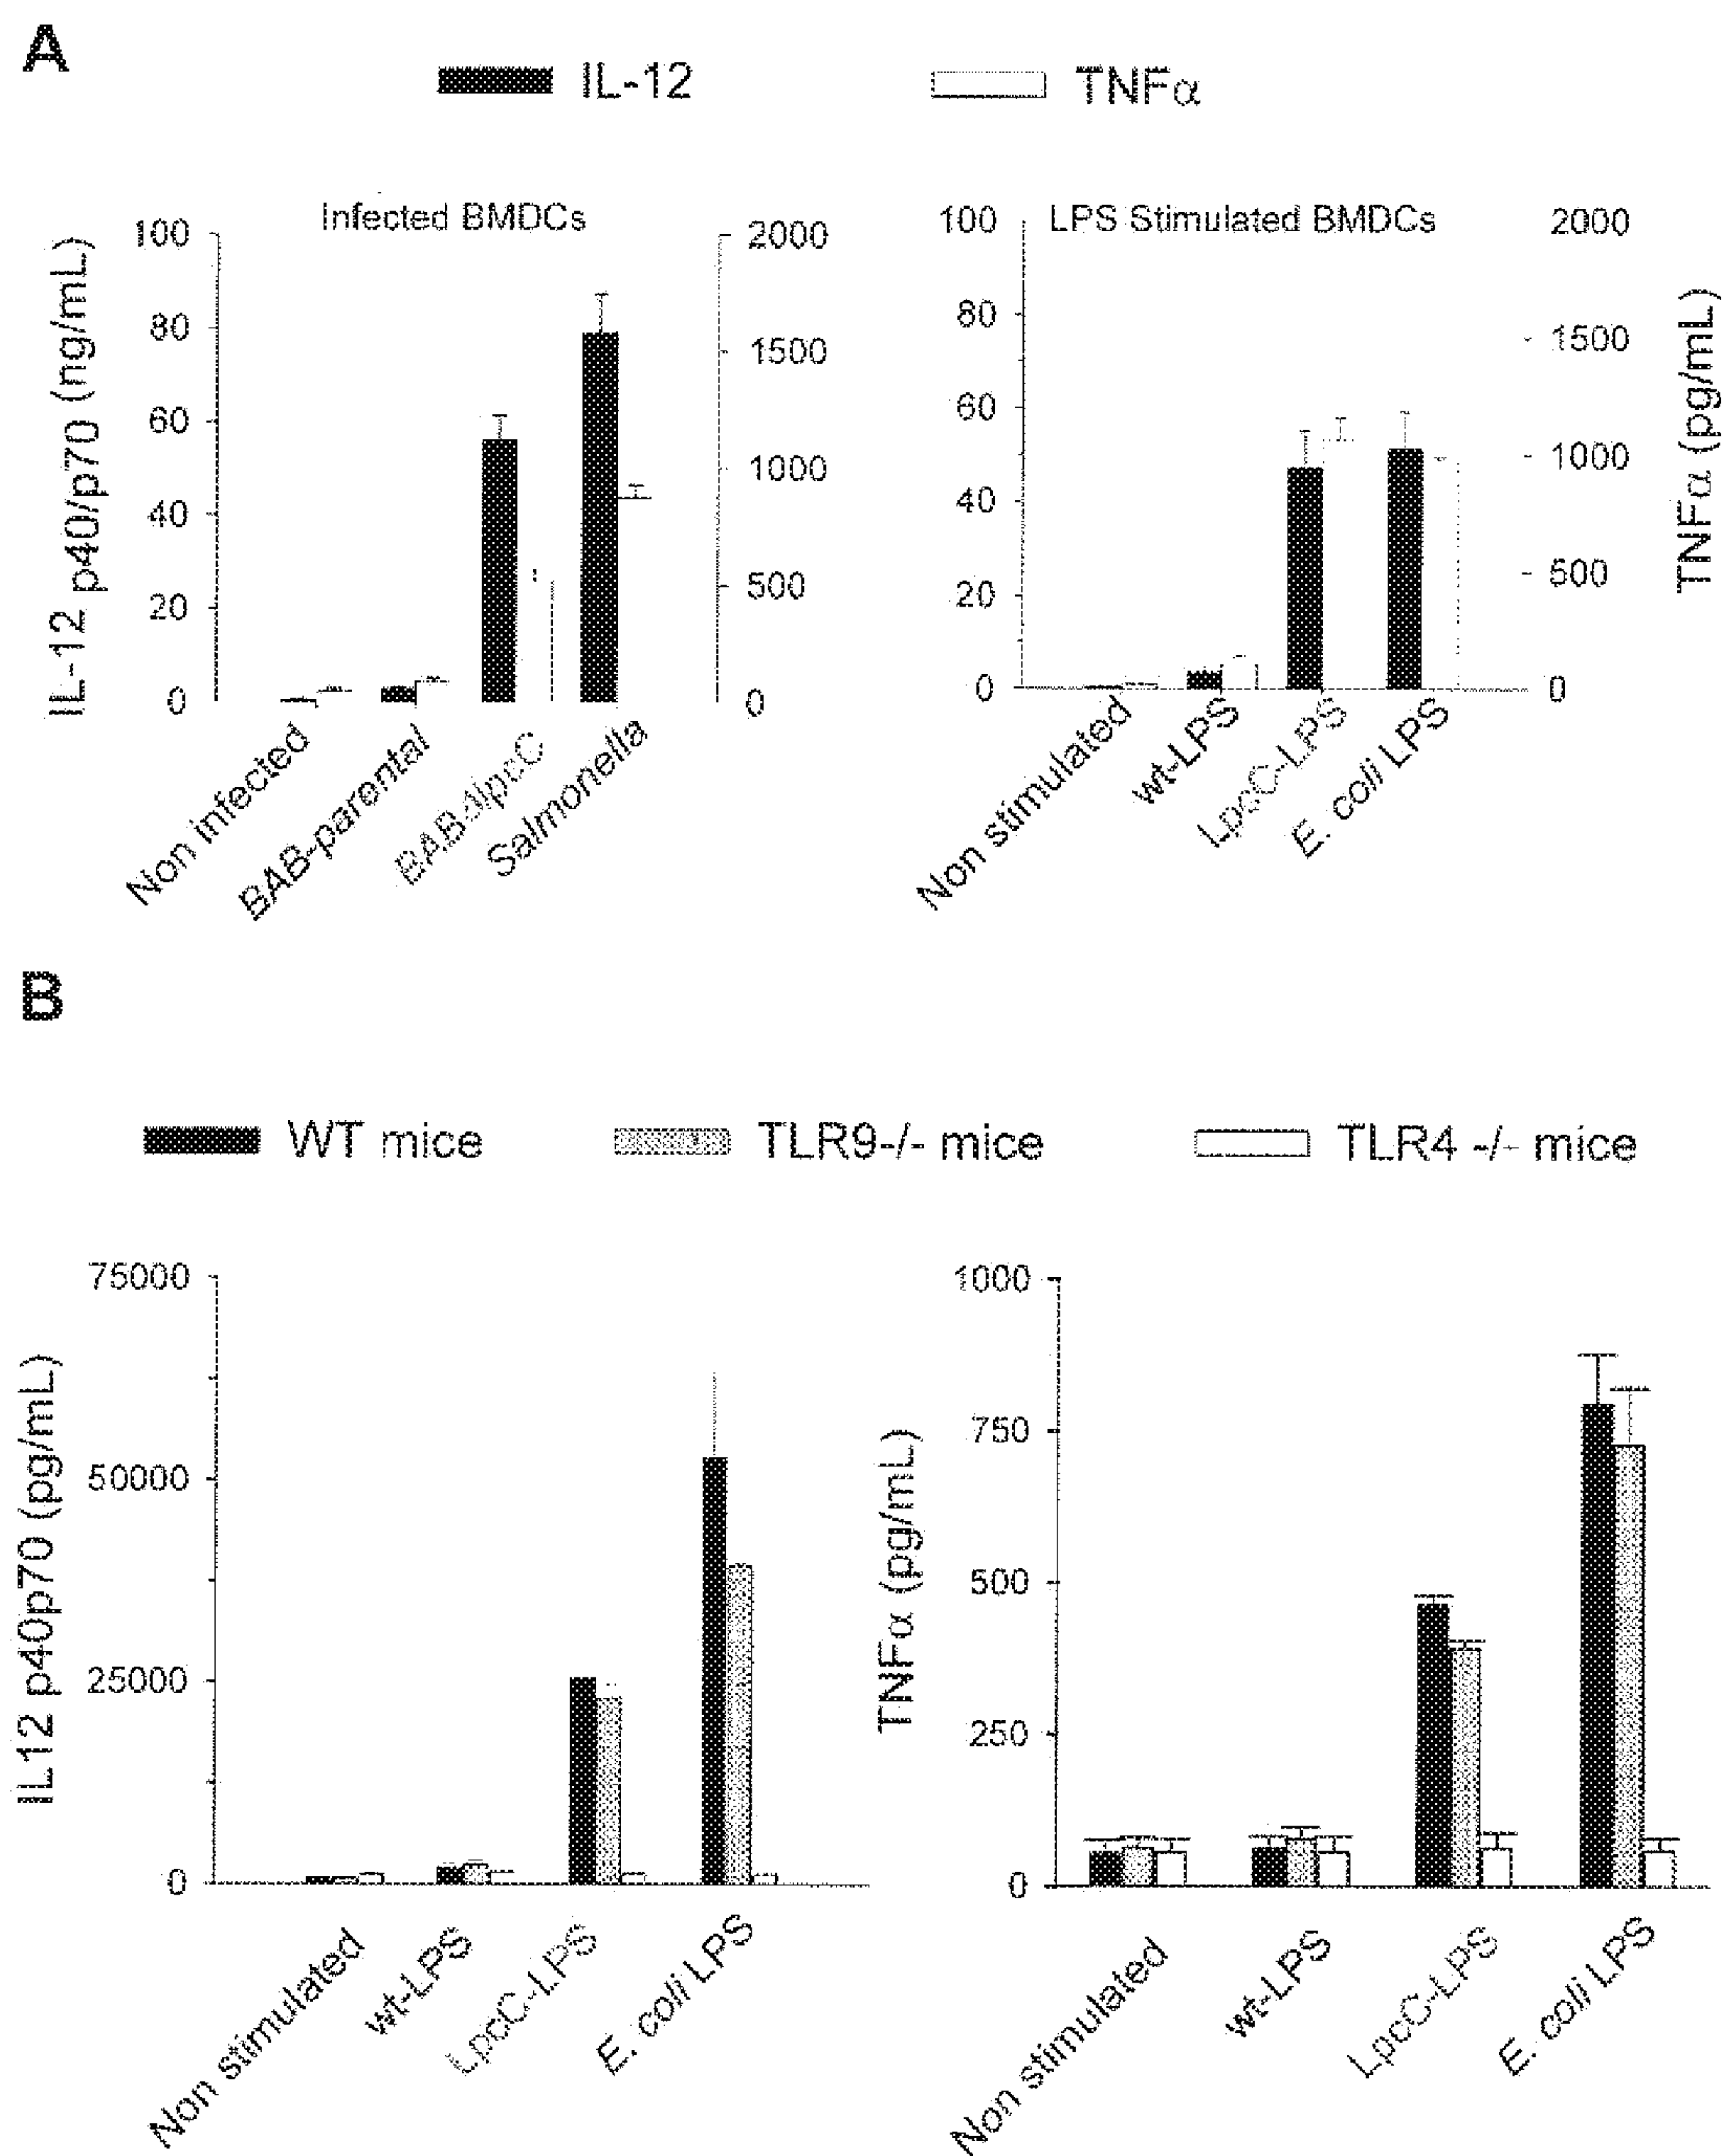 A
IL-12 TNFα
Infected BMDCs
IL-12 p40/p70 (ng/mL)
100
80
60
40
20
0
2000
1500
1000
500
0
Non infected
BAB-parental
BABΔlpcC
Salmonella
LPS Stimulated BMDCs
100
80
60
40
20
0
2000
1500
1000
500
0
TNFα (pg/mL)
Non stimulated
wt-LPS
LpcC-LPS
E. coli LPS
B
WT mice TLR9-/- mice TLR4 -/- mice
IL12 p40p70 (pg/mL)
75000
50000
25000
0
Non stimulated
wt-LPS
LpcC-LPS
E. coli LPS
TNFα (pg/mL)
1000
750
500
250
0
Non stimulated
wt-LPS
LpcC-LPS
E. coli LPS